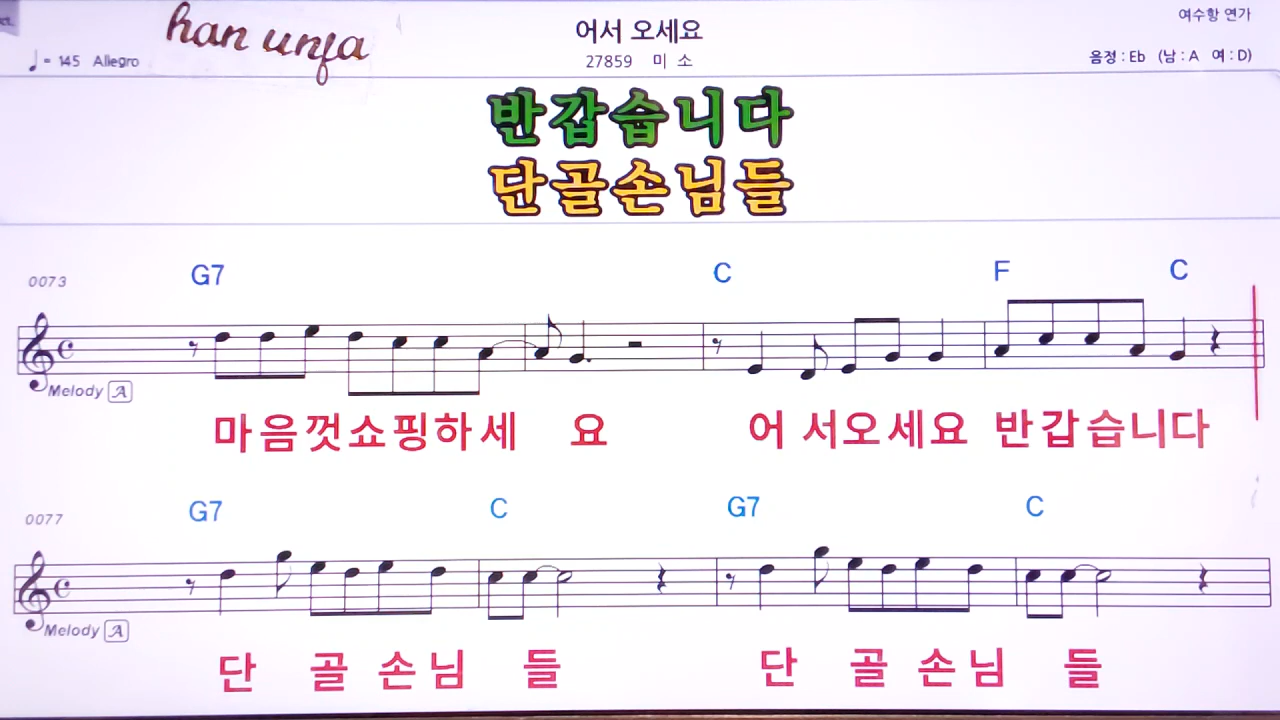 han unja
어서 오세요
여수항 연가
♩= 145 Allegro
27859 미 소
음정 : Eb (남 : A 여 : D)
반갑습니다
단골손님들
0073 G7 C F C
Melody A
마음껏쇼핑하세 요 어 서오세요 반갑습니다
0077 G7 C G7 C
Melody A
단 골 손님 들 단 골 손님 들